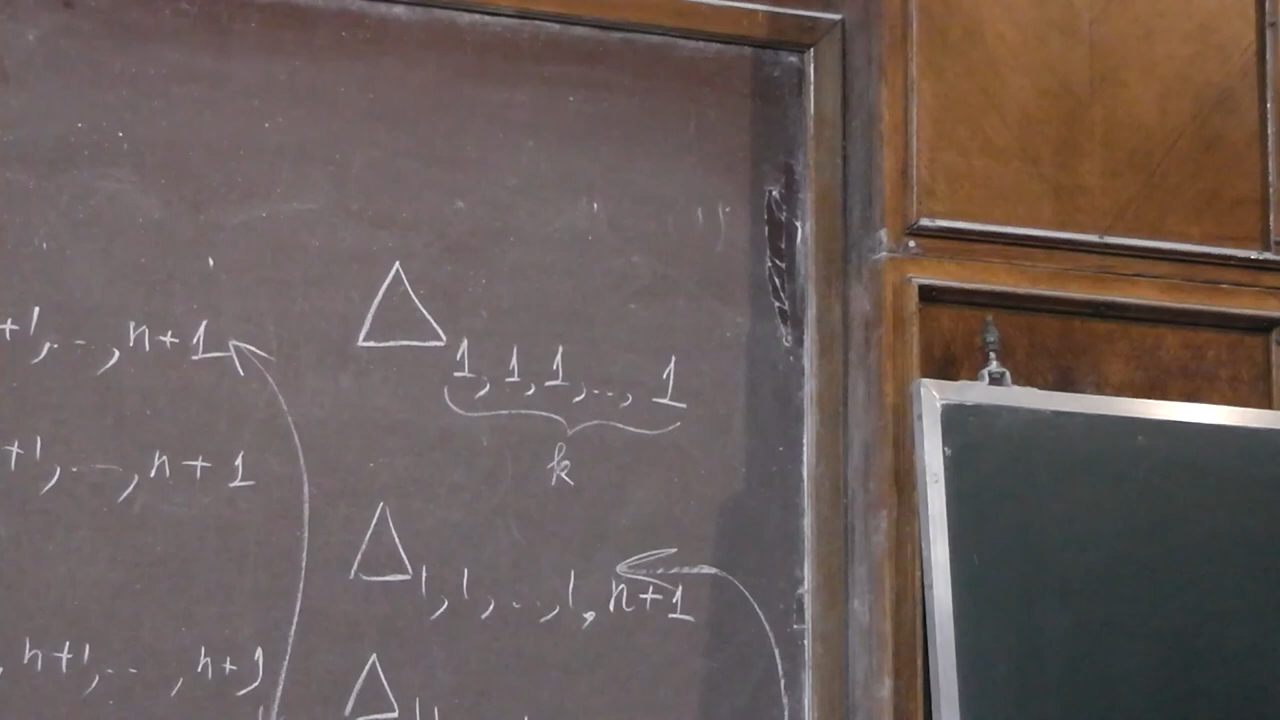 +1,...,n+1
△1,1,1,...,1
k
+1,...,n+1
△1,1,...,1,n+1
,n+1,...,n+1
△